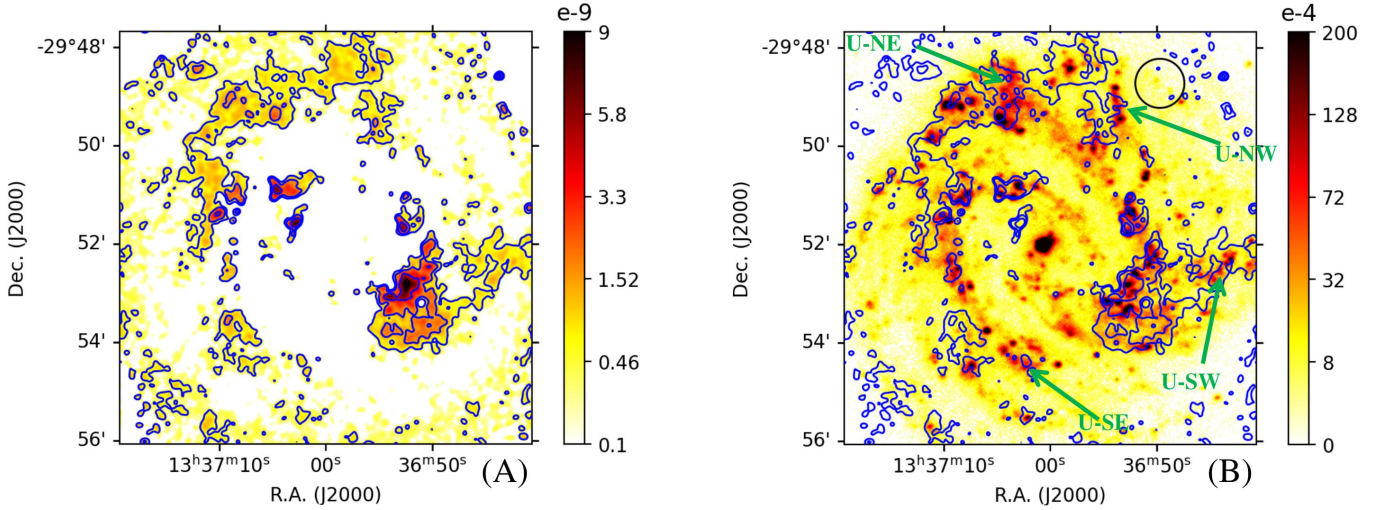 e-9
9
5.8
3.3
1.52
0.46
0.1
-29°48'
50'
52'
54'
56'
13ʰ37ᵐ10ˢ
00ˢ
36ᵐ50ˢ
R.A. (J2000)
Dec. (J2000)
(A)
e-4
200
128
72
32
8
0
-29°48'
50'
52'
54'
56'
13ʰ37ᵐ10ˢ
00ˢ
36ᵐ50ˢ
R.A. (J2000)
Dec. (J2000)
U-NE
U-NW
U-SW
U-SE
(B)